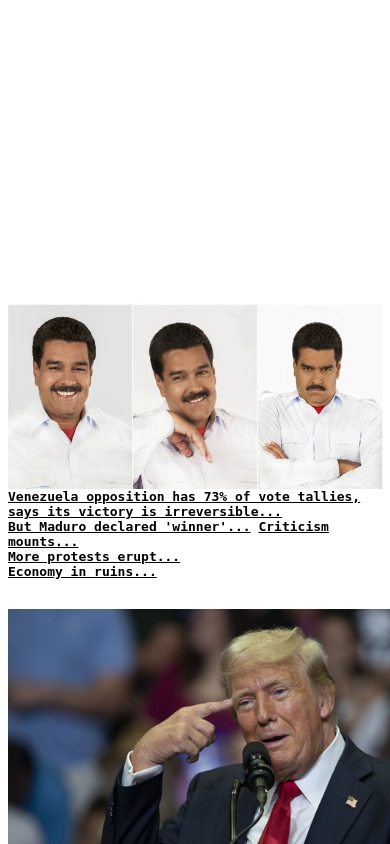 Venezuela opposition has 73% of vote tallies,
says its victory is irreversible...
But Maduro declared 'winner'... Criticism
mounts...
More protests erupt...
Economy in ruins...